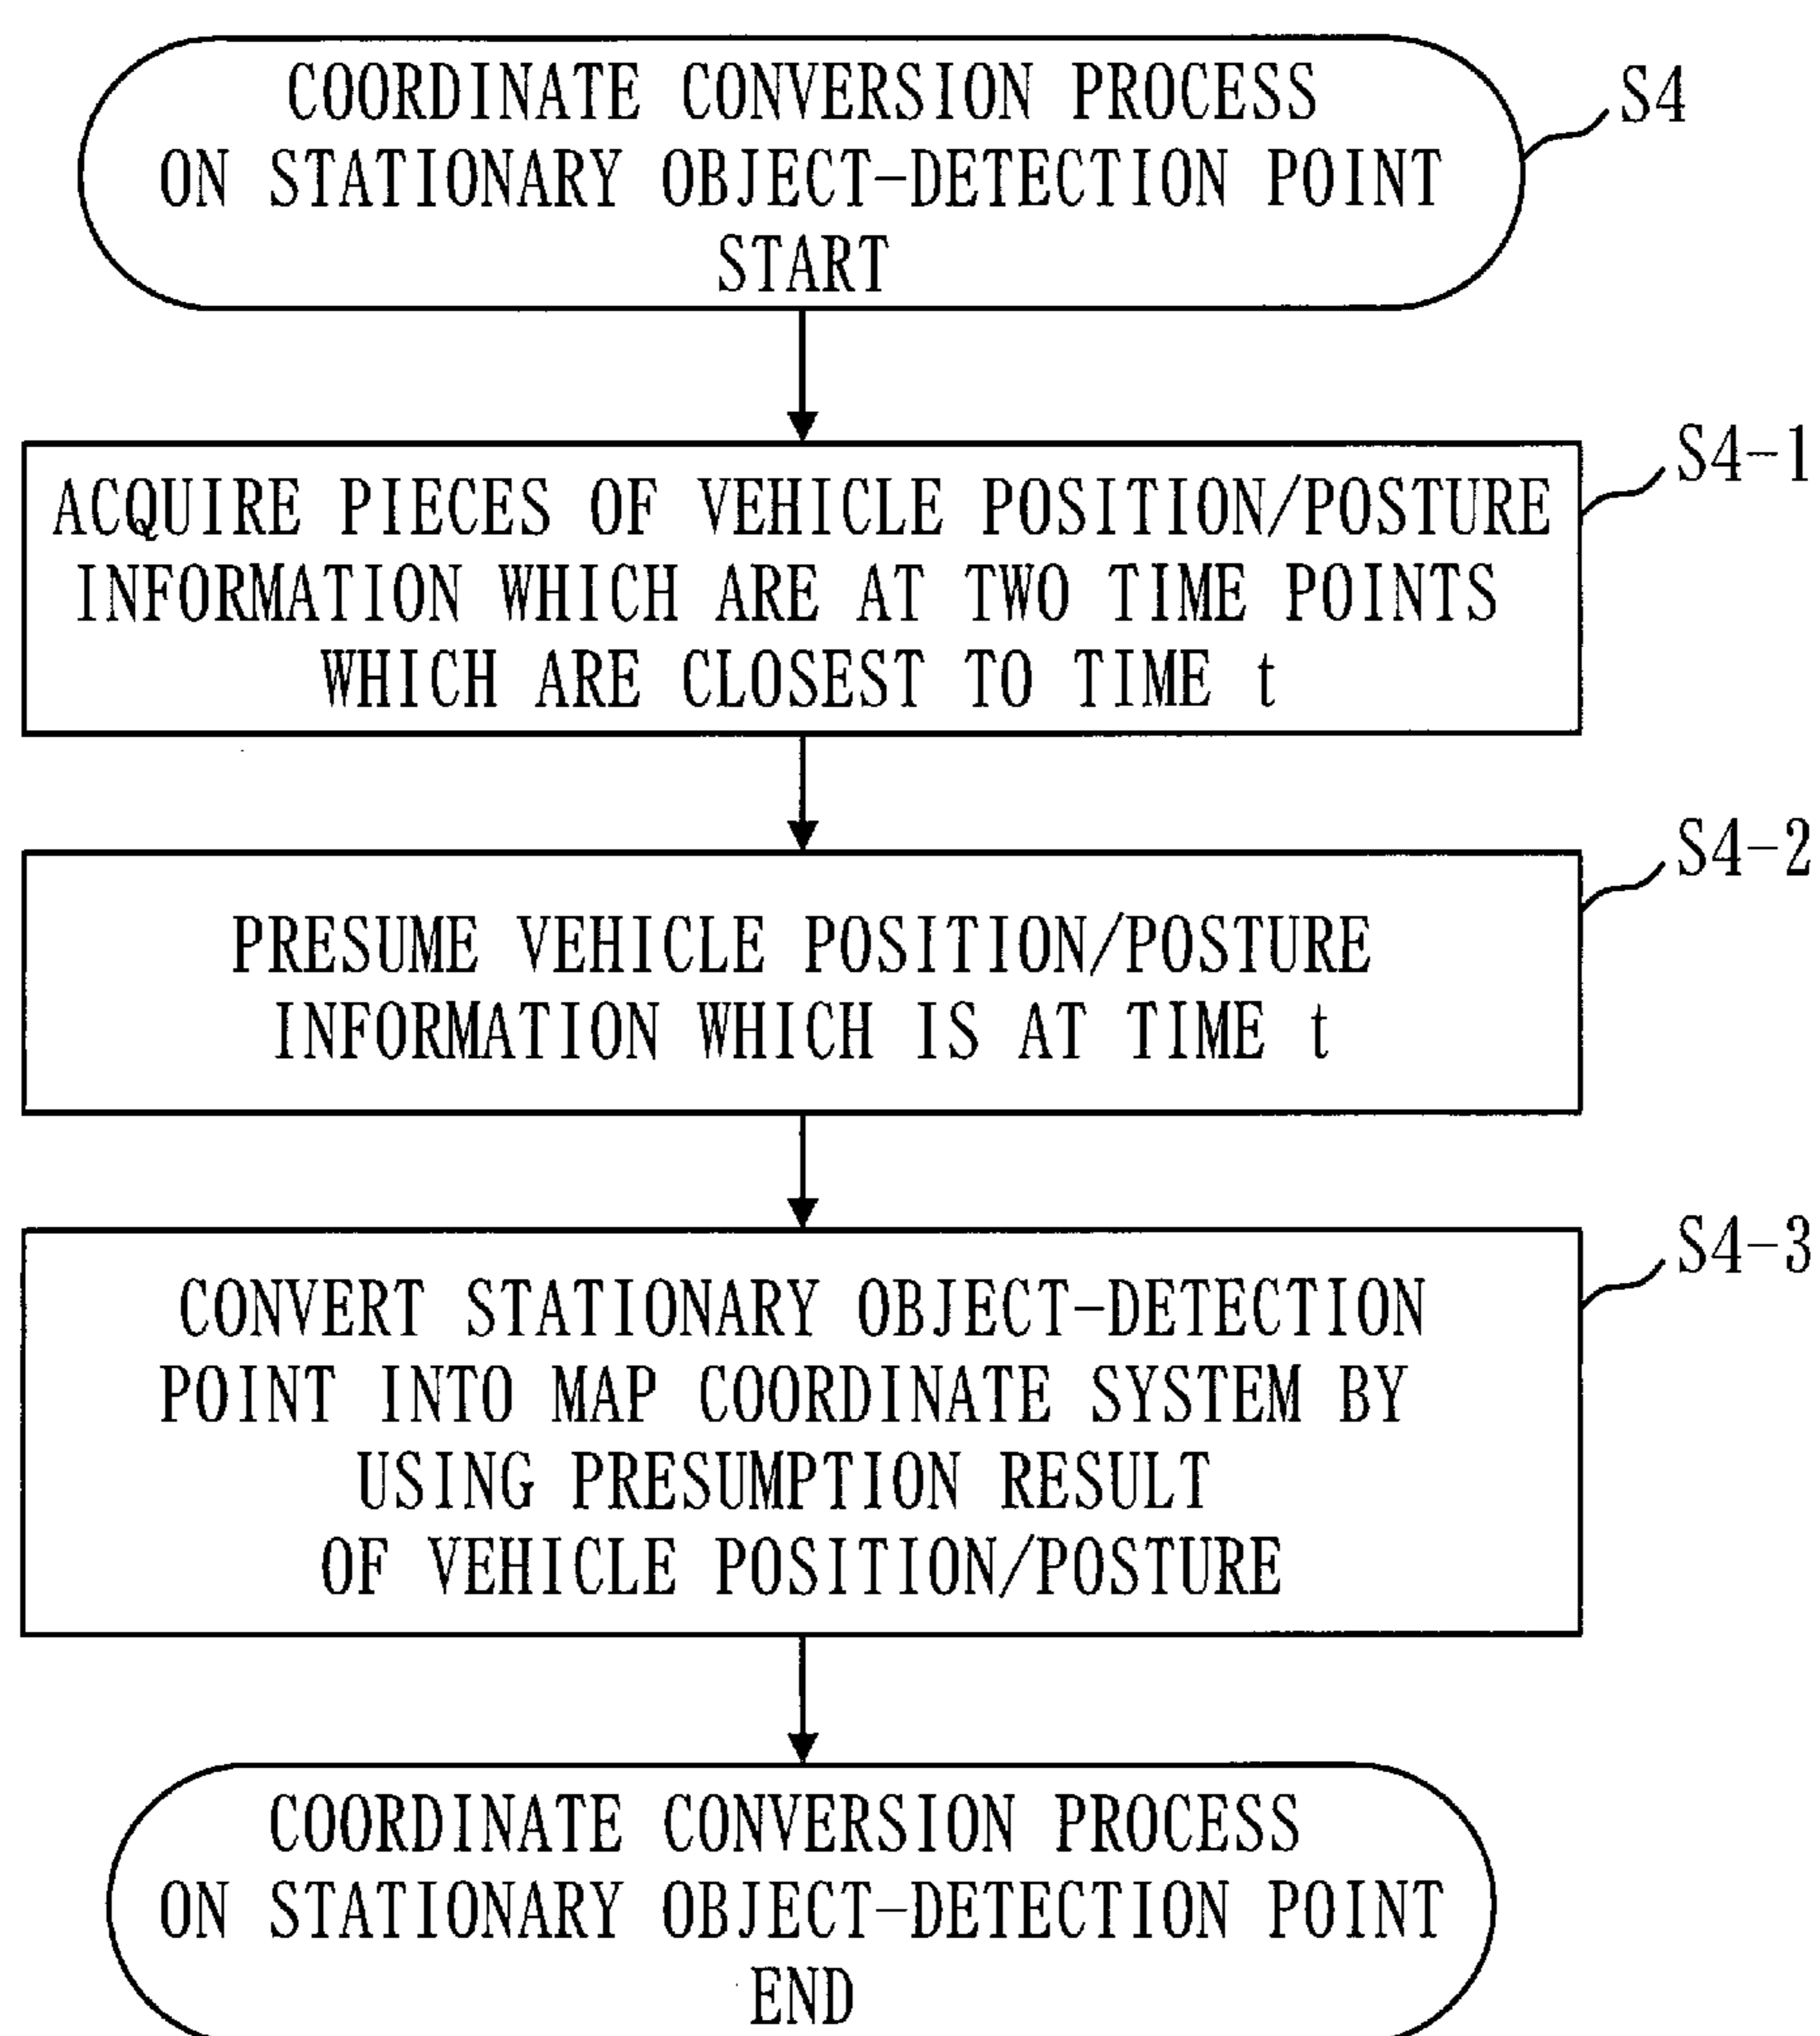 COORDINATE CONVERSION PROCESS
ON STATIONARY OBJECT-DETECTION POINT
START
S4
ACQUIRE PIECES OF VEHICLE POSITION/POSTURE
INFORMATION WHICH ARE AT TWO TIME POINTS
WHICH ARE CLOSEST TO TIME t
S4-1
PRESUME VEHICLE POSITION/POSTURE
INFORMATION WHICH IS AT TIME t
S4-2
CONVERT STATIONARY OBJECT-DETECTION
POINT INTO MAP COORDINATE SYSTEM BY
USING PRESUMPTION RESULT
OF VEHICLE POSITION/POSTURE
S4-3
COORDINATE CONVERSION PROCESS
ON STATIONARY OBJECT-DETECTION POINT
END